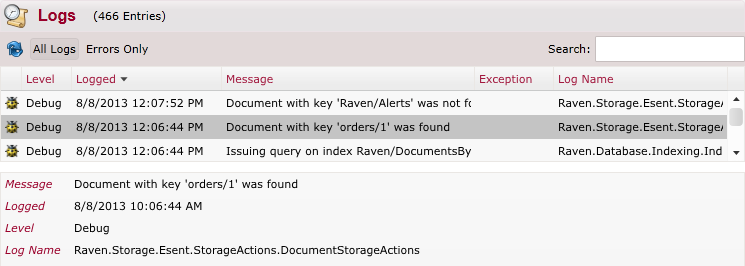 Logs (466 Entries)
All Logs Errors Only Search:
Level Logged Message Exception Log Name
Debug 8/8/2013 12:07:52 PM Document with key 'Raven/Alerts' was not fo Raven.Storage.Esent.StorageA
Debug 8/8/2013 12:06:44 PM Document with key 'orders/1' was found Raven.Storage.Esent.StorageA
Debug 8/8/2013 12:06:44 PM Issuing query on index Raven/DocumentsBy Raven.Database.Indexing.Ind
Message Document with key 'orders/1' was found
Logged 8/8/2013 10:06:44 AM
Level Debug
Log Name Raven.Storage.Esent.StorageActions.DocumentStorageActions